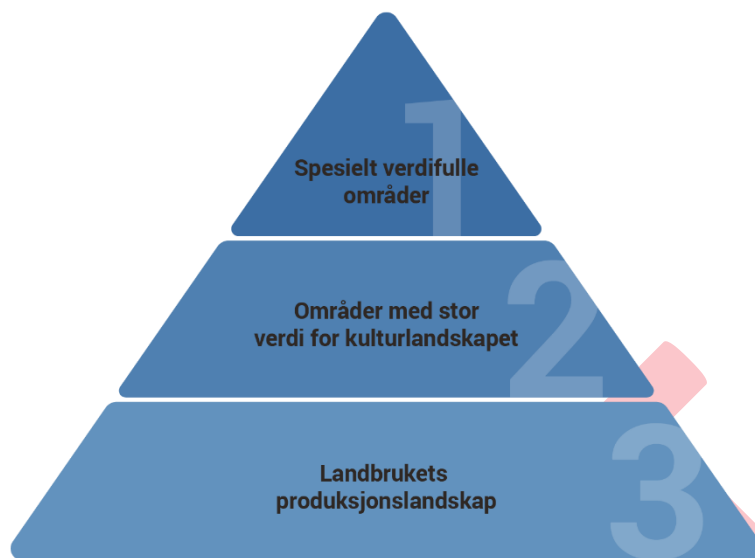 1
Spesielt verdifulle
områder
2
Områder med stor
verdi for kulturlandskapet
3
Landbrukets
produksjonslandskap